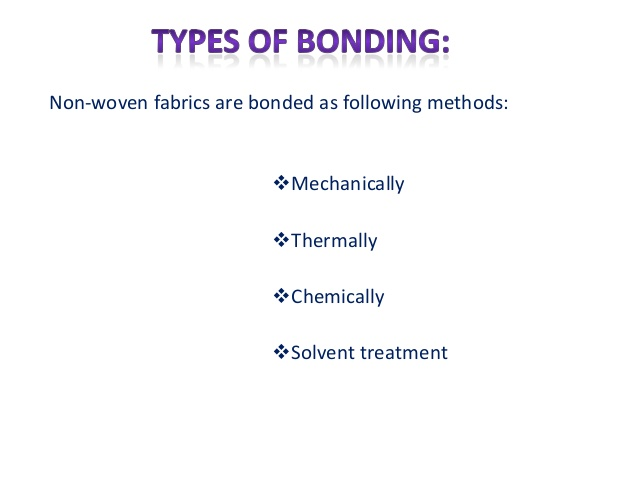 TYPES OF BONDING:
Non-woven fabrics are bonded as following methods:
❖Mechanically
❖Thermally
❖Chemically
❖Solvent treatment